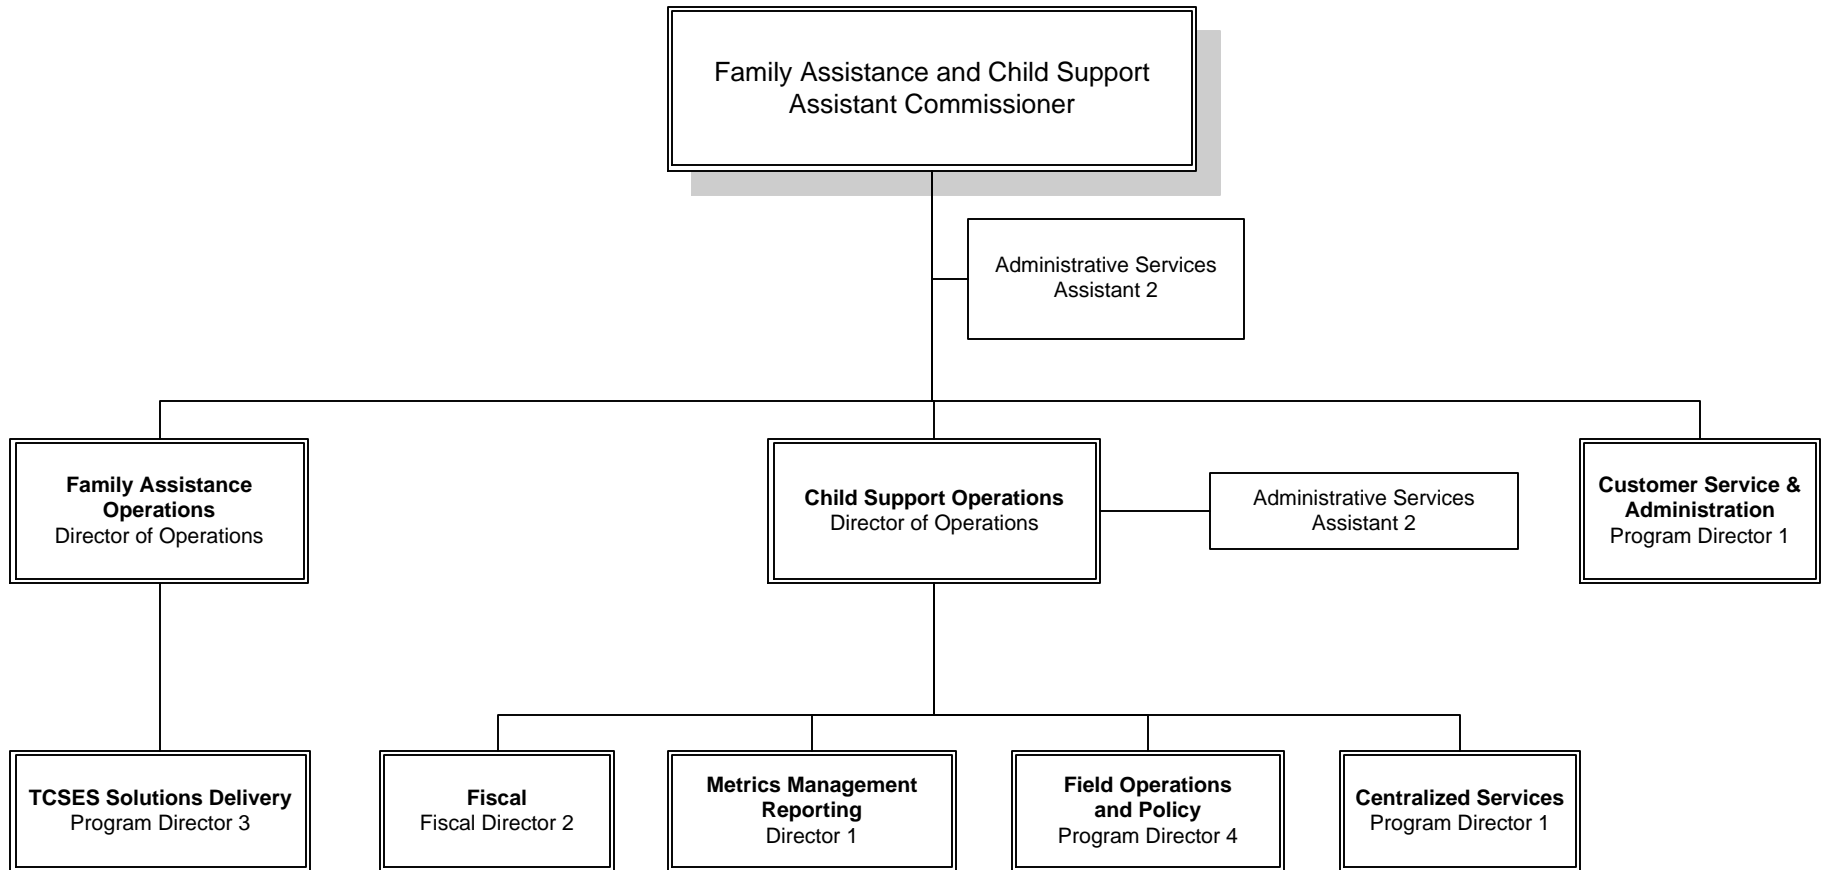 Family Assistance and Child Support
Assistant Commissioner
Administrative Services
Assistant 2
Family Assistance
Operations
Director of Operations
Child Support Operations
Director of Operations
Administrative Services
Assistant 2
Customer Service &
Administration
Program Director 1
TCSES Solutions Delivery
Program Director 3
Fiscal
Fiscal Director 2
Metrics Management
Reporting
Director 1
Field Operations
and Policy
Program Director 4
Centralized Services
Program Director 1